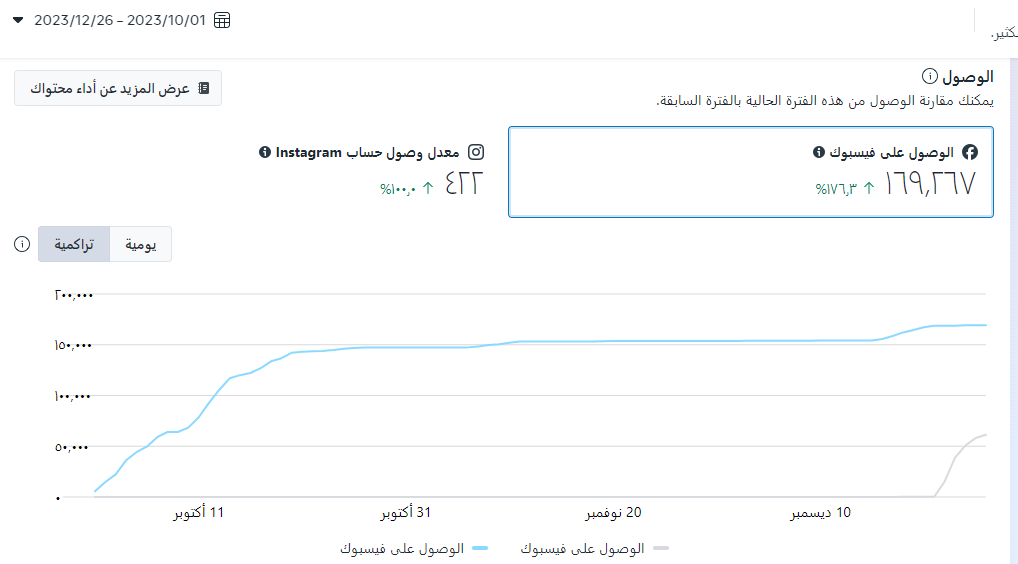 2023/12/26 – 2023/10/01
كثير.
الوصول
عرض المزيد عن أداء محتواك
يمكنك مقارنة الوصول من هذه الفترة الحالية بالفترة السابقة.
الوصول على فيسبوك
١٦٩,٢٦٧ ↑ ١٧٦٫٣%
معدل وصول حساب Instagram
٤٢٢ ↑ ١٠٠٫٠%
يومية
تراكمية
٢٠٠,٠٠٠
١٥٠,٠٠٠
١٠٠,٠٠٠
٥٠,٠٠٠
٠
11 أكتوبر
31 أكتوبر
20 نوفمبر
10 ديسمبر
الوصول على فيسبوك
الوصول على فيسبوك